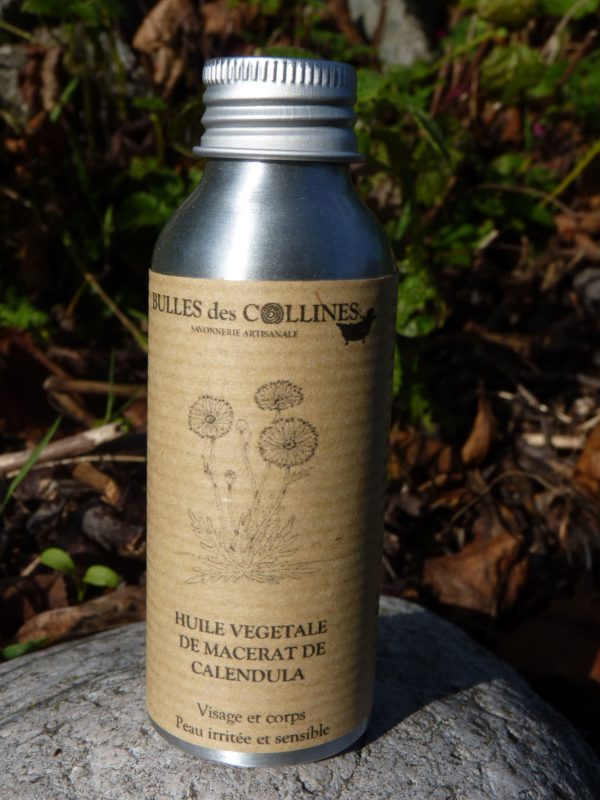 BULLES des COLLINES
SAVONNERIE ARTISANALE
HUILE VEGETALE
DE MACERAT DE
CALENDULA
Visage et corps
Peau irritée et sensible